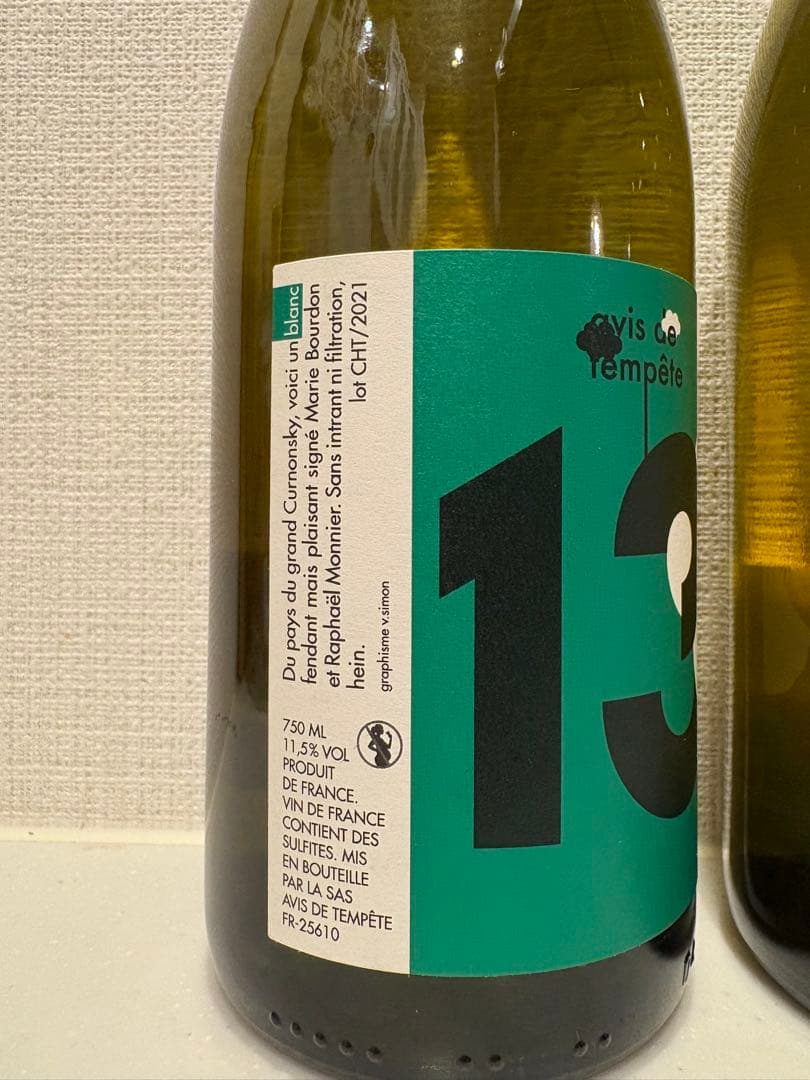 Du pays du grand Curnonsky, voici un blanc
fendant mais plaisant signé Marie Bourdon
et Raphaël Monnier. Sans intrant ni filtration,
hein.
lot CHT/2021
graphisme v.simon
750 ML
11,5% VOL
PRODUIT
DE FRANCE.
VIN DE FRANCE
CONTIENT DES
SULFITES. MIS
EN BOUTEILLE
PAR LA SAS
AVIS DE TEMPÊTE
FR-25610
avis de
Tempête
13